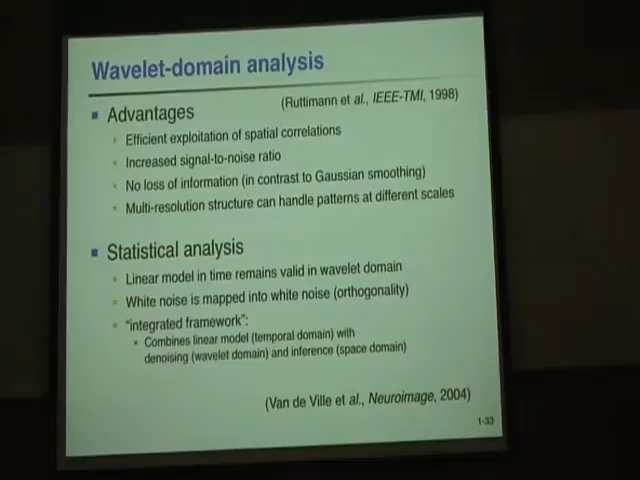 Wavelet-domain analysis
Advantages
(Ruttimann et al., IEEE-TMI, 1998)
Efficient exploitation of spatial correlations
Increased signal-to-noise ratio
No loss of information (in contrast to Gaussian smoothing)
Multi-resolution structure can handle patterns at different scales
Statistical analysis
Linear model in time remains valid in wavelet domain
White noise is mapped into white noise (orthogonality)
"integrated framework":
Combines linear model (temporal domain) with
denoising (wavelet domain) and inference (space domain)
(Van de Ville et al., Neuroimage, 2004)
1-33